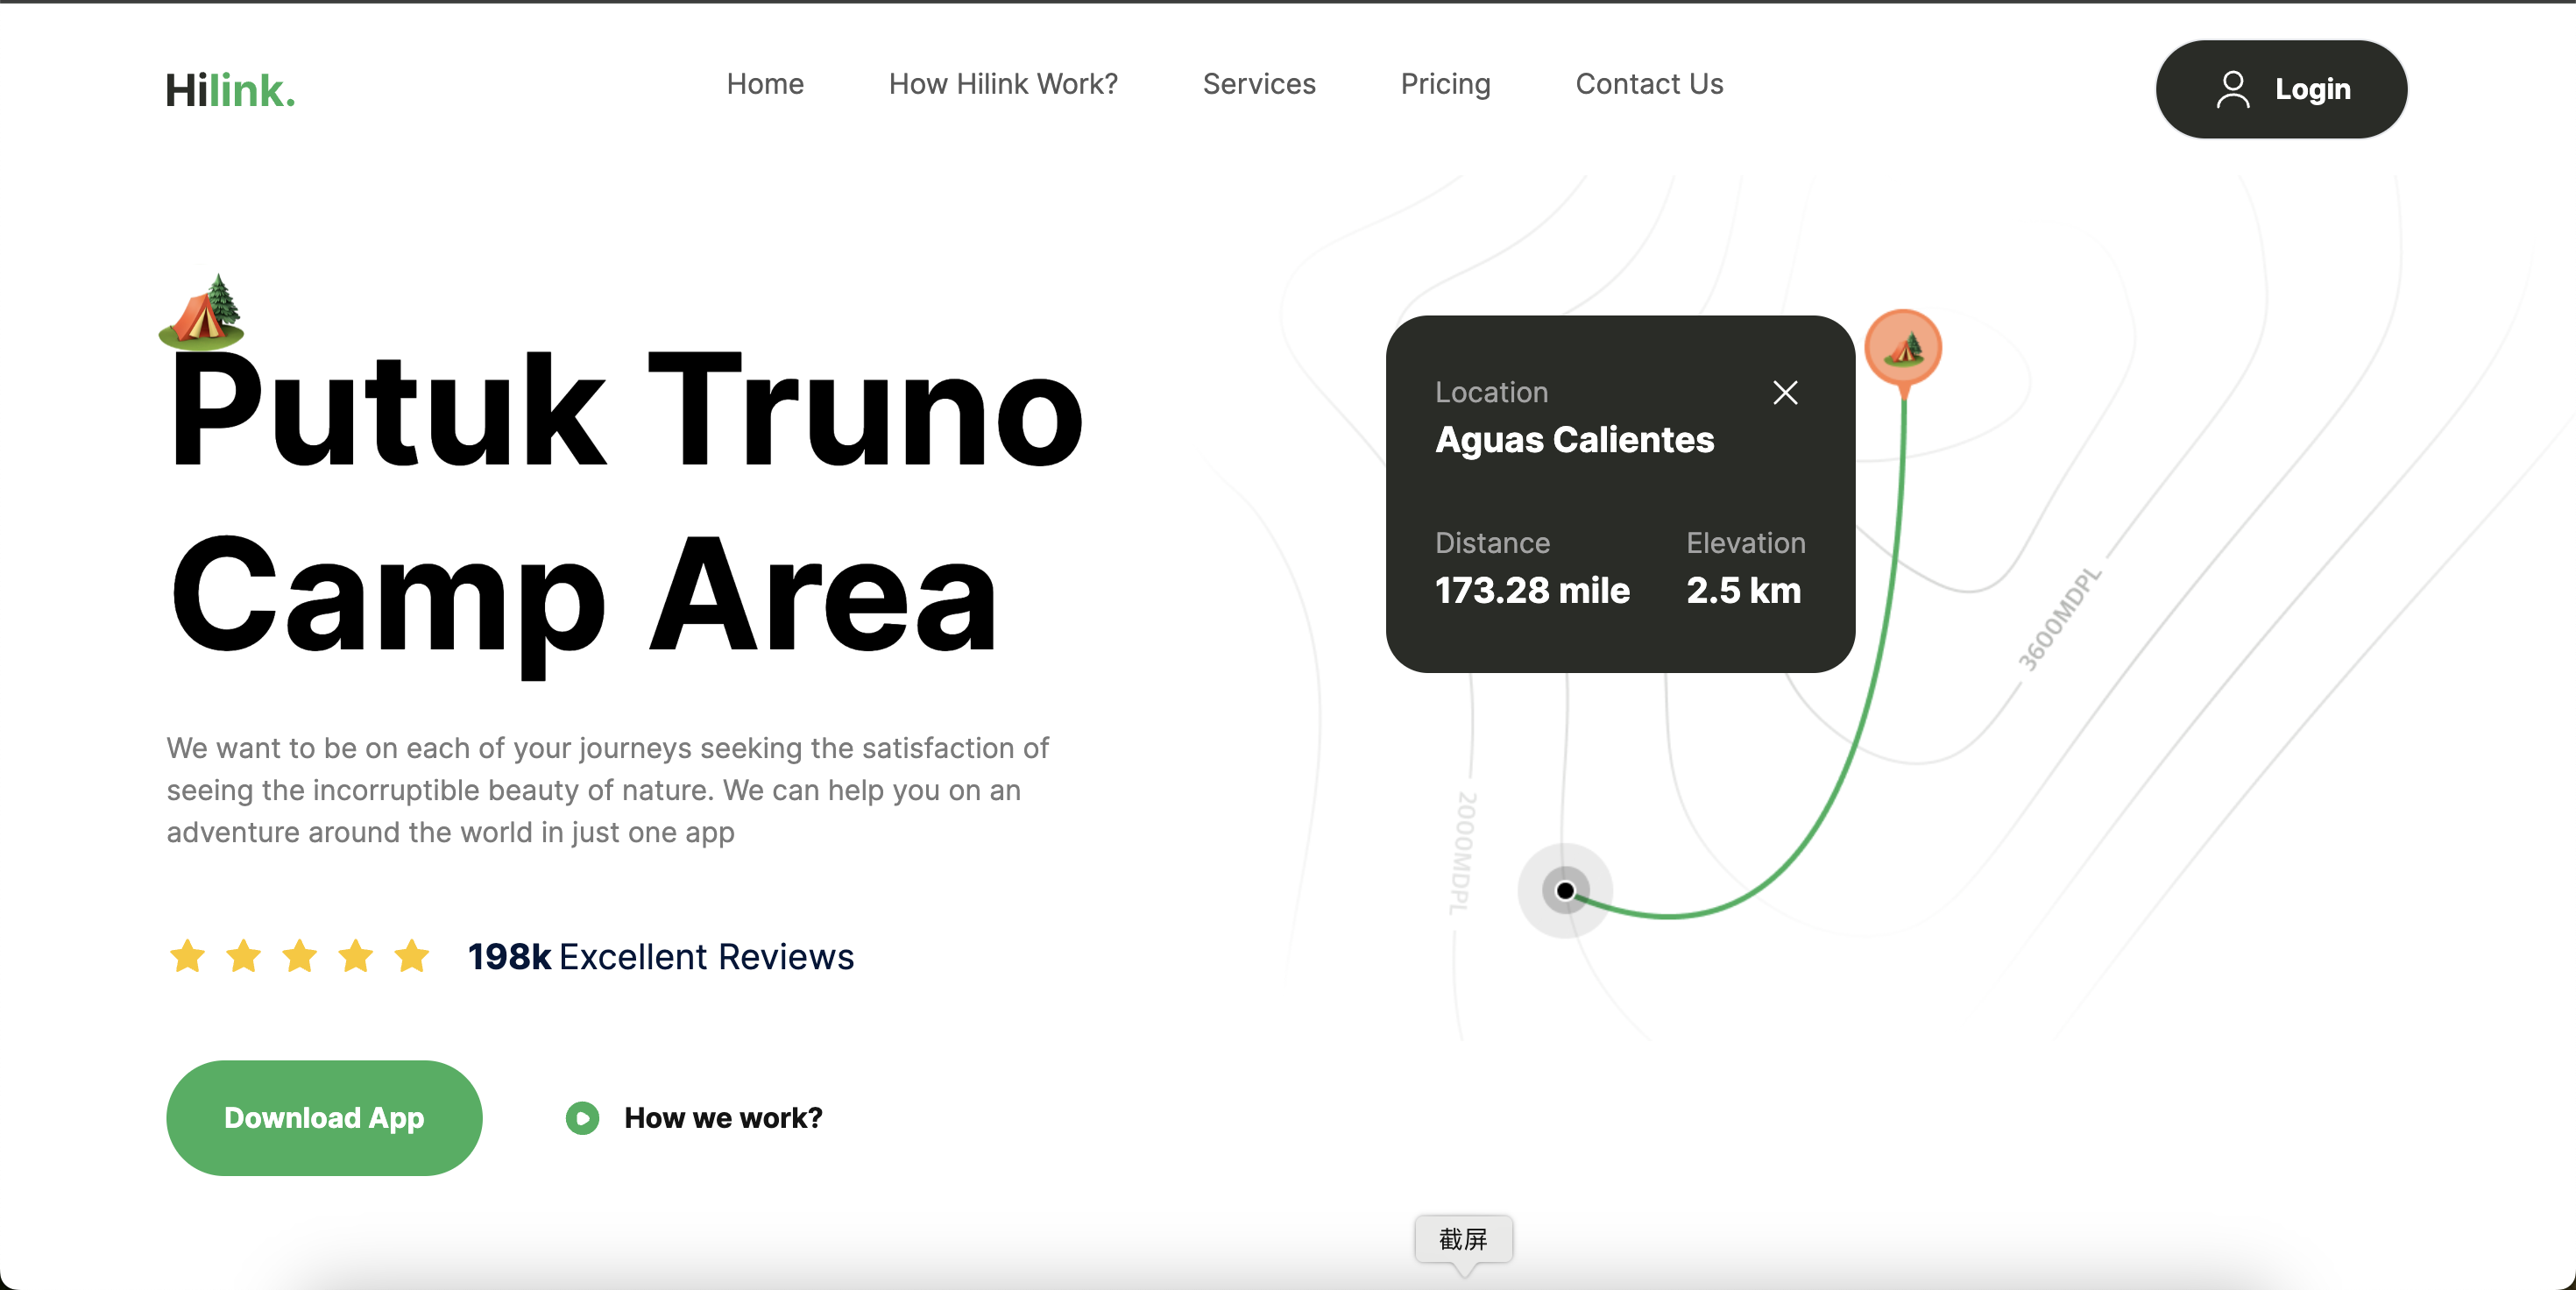 Hilink.
Home
How Hilink Work?
Services
Pricing
Contact Us
Login
Putuk Truno
Camp Area
We want to be on each of your journeys seeking the satisfaction of
seeing the incorruptible beauty of nature. We can help you on an
adventure around the world in just one app
198k Excellent Reviews
Download App
How we work?
Location
Aguas Calientes
Distance
Elevation
173.28 mile
2.5 km
3600MDPL
2000MDPL
截屏